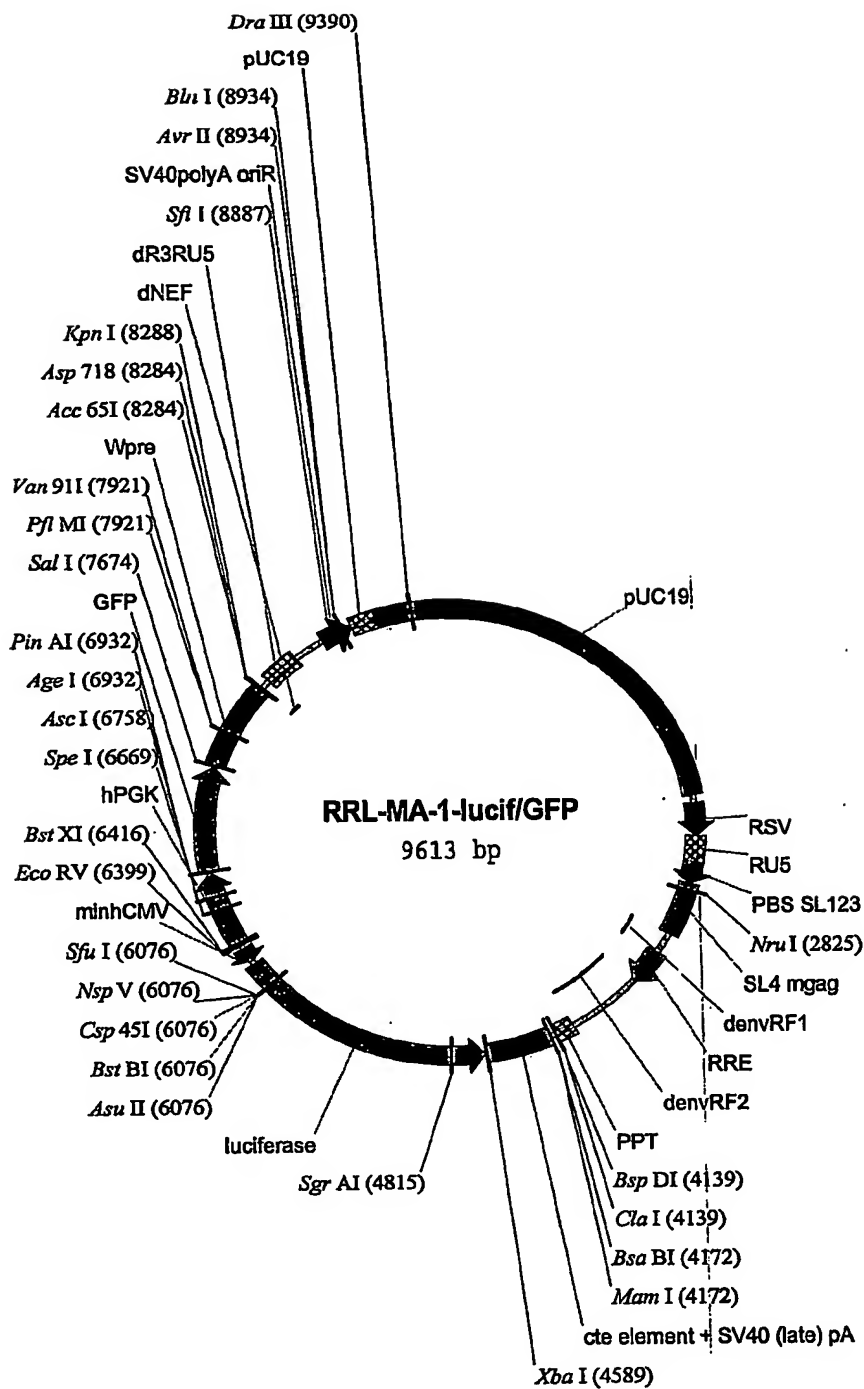 Dra III (9390)
pUC19
Bln I (8934)
Avr II (8934)
SV40polyA oriR
Sfi I (8887)
dR3RU5
dNEF
Kpn I (8288)
Asp 718 (8284)
Acc 65I (8284)
Wpre
Van 91I (7921)
Pfl MI (7921)
Sal I (7674)
GFP
Pin AI (6932)
Age I (6932)
Asc I (6758)
Spe I (6669)
hPGK
Bst XI (6416)
Eco RV (6399)
minhCMV
Sfu I (6076)
Nsp V (6076)
Csp 45I (6076)
Bst BI (6076)
Asu II (6076)
luciferase
Sgr AI (4815)
pUC19
RRL-MA-1-lucif/GFP
9613 bp
RSV
RU5
PBS SL123
Nru I (2825)
SL4 mgag
denvRF1
RRE
denvRF2
PPT
Bsp DI (4139)
Cla I (4139)
Bsa BI (4172)
Mam I (4172)
cte element + SV40 (late) pA
Xba I (4589)